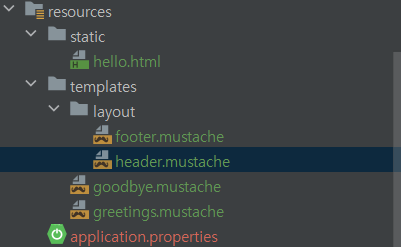 resources
static
hello.html
templates
layout
footer.mustache
header.mustache
goodbye.mustache
greetings.mustache
application.properties